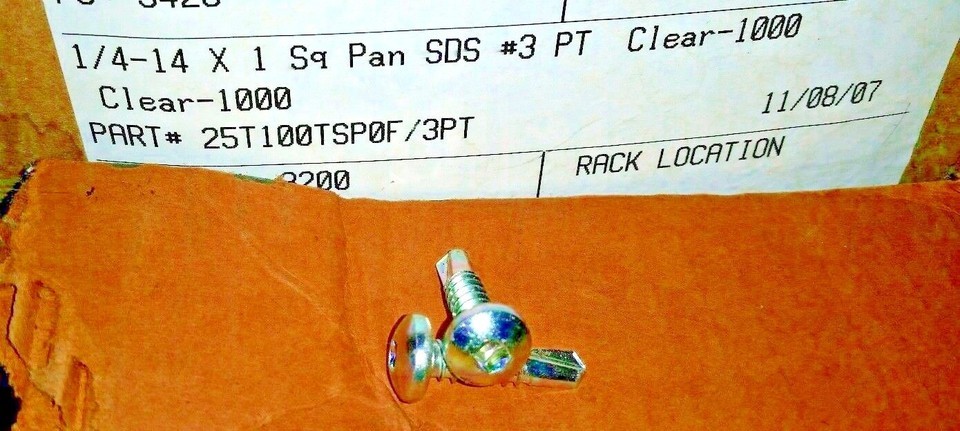 1/4-14 X 1 Sq Pan SDS #3 PT Clear-1000
Clear-1000
11/08/07
PART# 25T100TSP0F/3PT
RACK LOCATION
3200